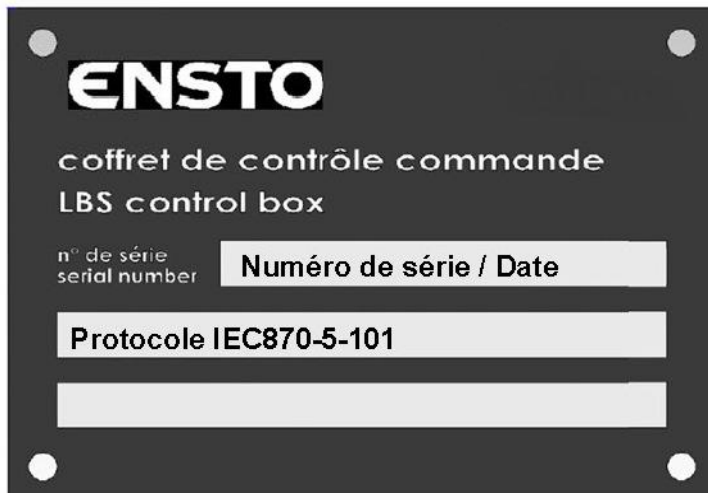 ENSTO
coffret de contrôle commande
LBS control box
n° de série
serial number
Numéro de série / Date
Protocole IEC870-5-101